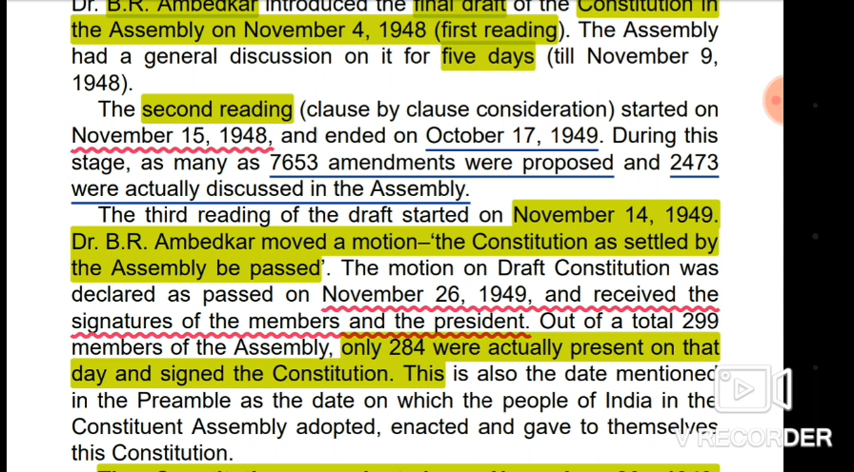 Dr. B.R. Ambedkar introduced the final draft of the Constitution in
the Assembly on November 4, 1948 (first reading). The Assembly
had a general discussion on it for five days (till November 9,
1948).
The second reading (clause by clause consideration) started on
November 15, 1948, and ended on October 17, 1949. During this
stage, as many as 7653 amendments were proposed and 2473
were actually discussed in the Assembly.
The third reading of the draft started on November 14, 1949.
Dr. B.R. Ambedkar moved a motion–‘the Constitution as settled by
the Assembly be passed’. The motion on Draft Constitution was
declared as passed on November 26, 1949, and received the
signatures of the members and the president. Out of a total 299
members of the Assembly, only 284 were actually present on that
day and signed the Constitution. This is also the date mentioned
in the Preamble as the date on which the people of India in the
Constituent Assembly adopted, enacted and gave to themselves
this Constitution.
V RECORDER